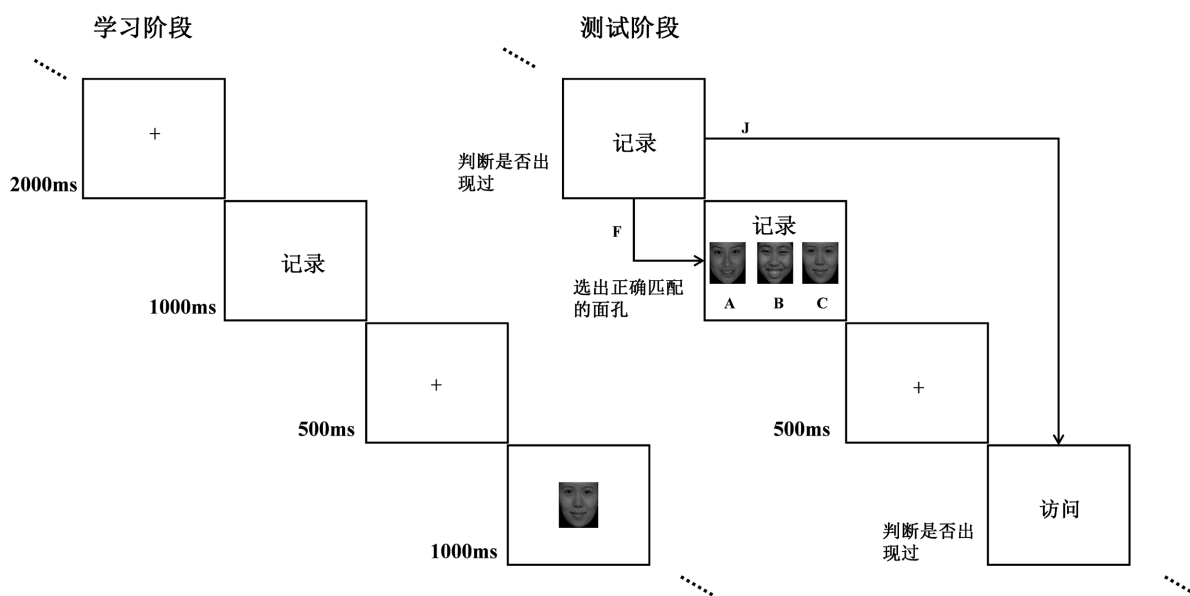 学习阶段
+
2000ms
记录
1000ms
+
500ms
1000ms
测试阶段
记录
判断是否出
现过
J
F
记录
A B C
选出正确匹配
的面孔
+
500ms
访问
判断是否出
现过